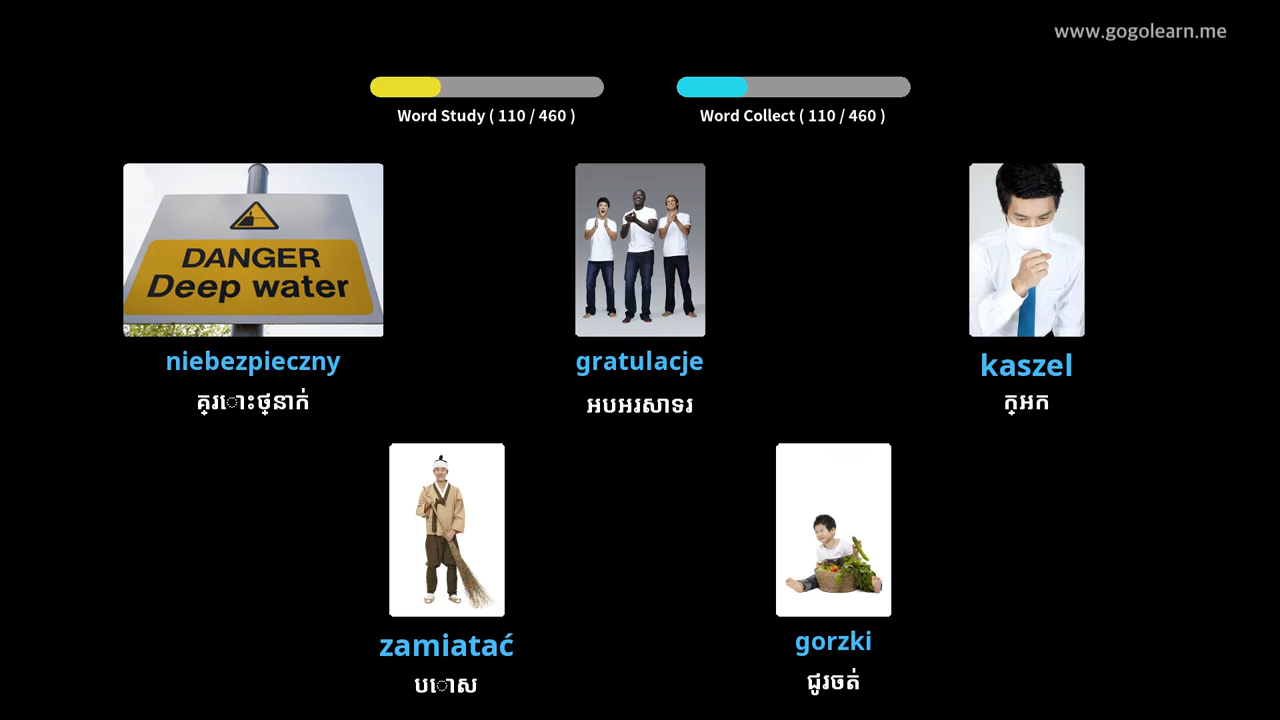 www.gogolearn.me
Word Study ( 110 / 460 )
Word Collect ( 110 / 460 )
DANGER
Deep water
niebezpieczny
gratulacje
kaszel
គ្រោះថ្នាក់
អបអរសាទរ
ក្អក
zamiatać
gorzki
បោស
ជូរចត់